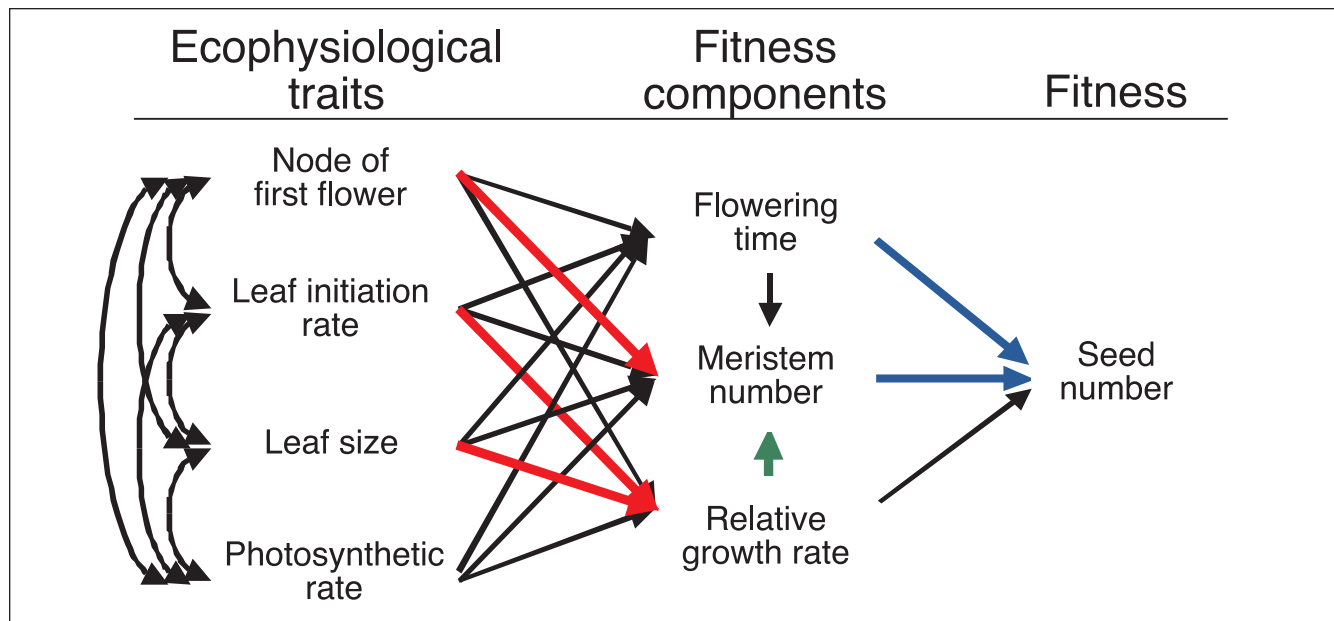 Ecophysiological
traits
Fitness
components
Fitness
Node of
first flower
Leaf initiation
rate
Leaf size
Photosynthetic
rate
Flowering
time
Meristem
number
Relative
growth rate
Seed
number